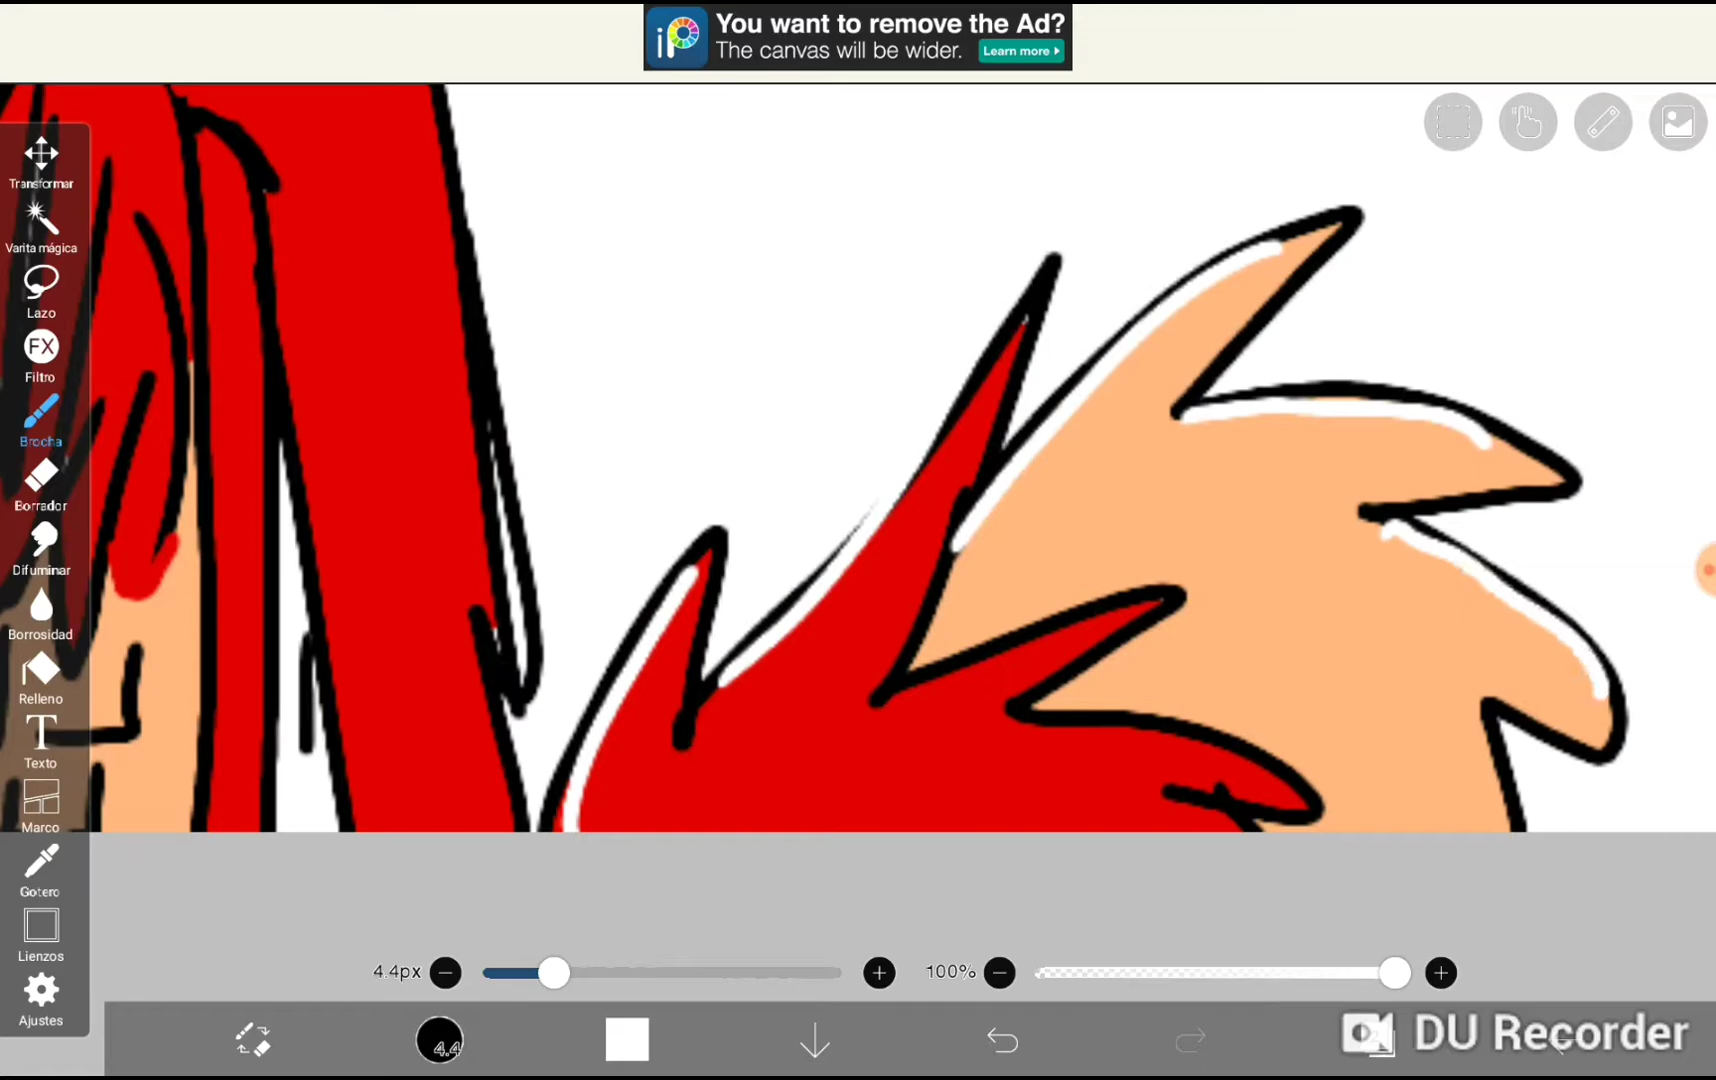 iP
You want to remove the Ad?
The canvas will be wider.
Learn more
Transformar
Varita mágica
Lazo
FX
Filtro
Brocha
Borrador
Difuminar
Borrosidad
Relleno
T
Texto
Marco
Gotero
Lienzos
Ajustes
4.4px
100%
4.4
DU Recorder